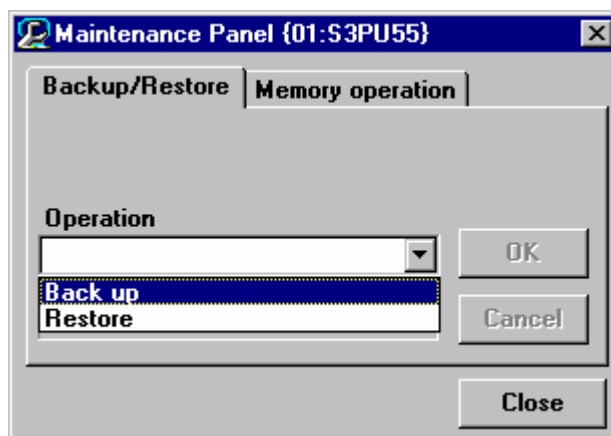 Maintenance Panel {01:S3PU55}
Backup/Restore
Memory operation
Operation
OK
Back up
Restore
Cancel
Close